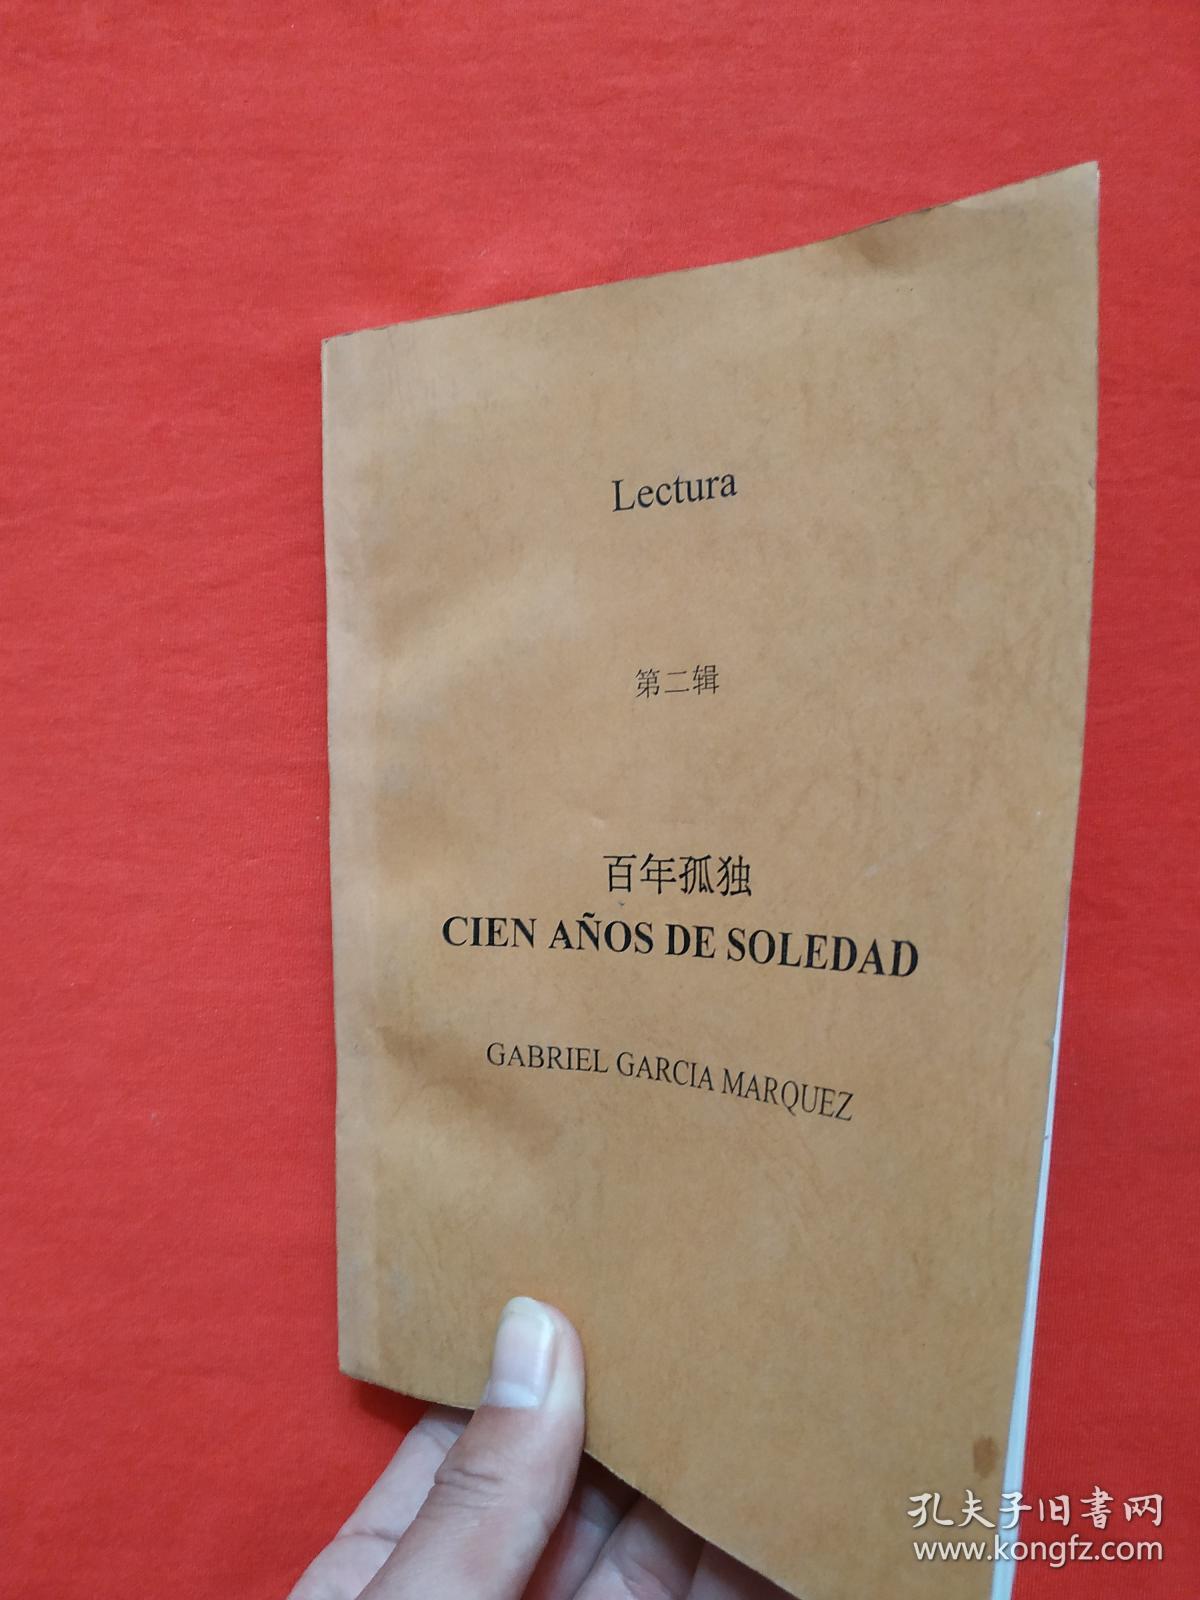 Lectura
第二辑
百年孤独
CIEN AÑOS DE SOLEDAD
GABRIEL GARCIA MARQUEZ
孔夫子旧書网
www.kongfz.com